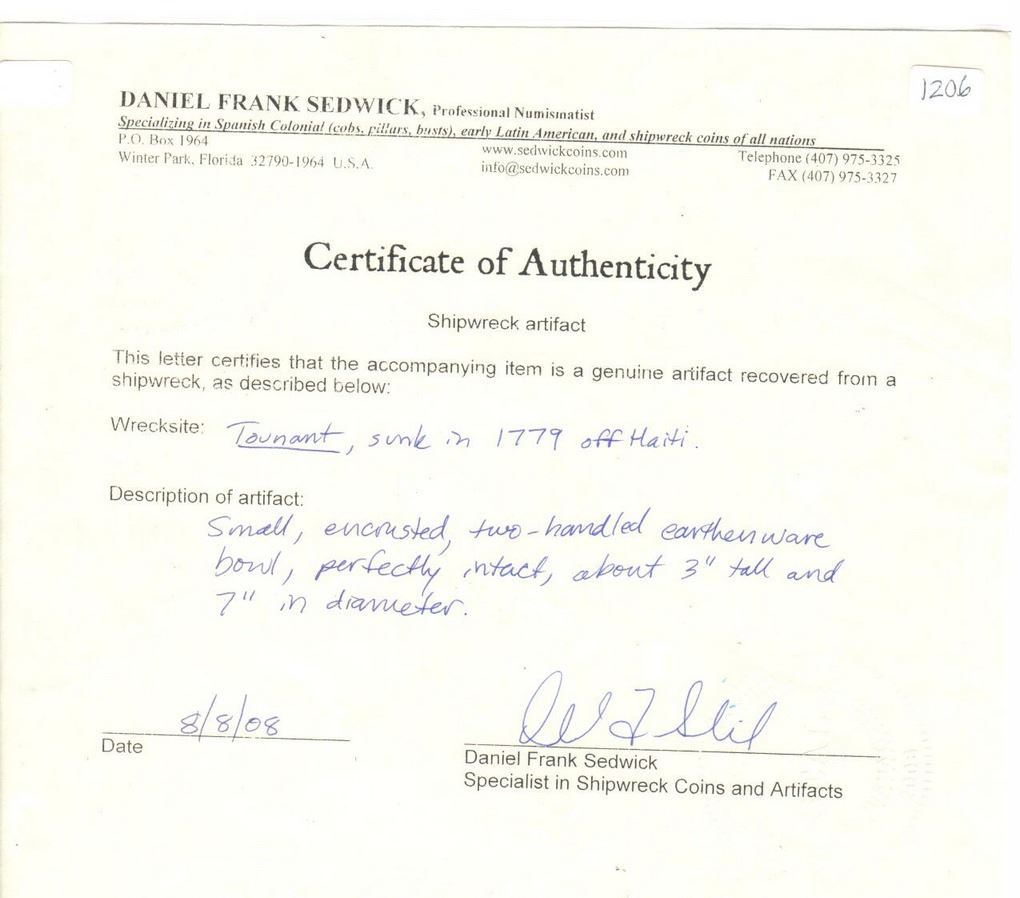 1206
DANIEL FRANK SEDWICK, Professional Numismatist
Specializing in Spanish Colonial (cobs, pillars, busts), early Latin American, and shipwreck coins of all nations
P.O. Box 1964
Winter Park, Florida 32790-1964 U.S.A.
www.sedwickcoins.com
info@sedwickcoins.com
Telephone (407) 975-3325
FAX (407) 975-3327
Certificate of Authenticity
Shipwreck artifact
This letter certifies that the accompanying item is a genuine artifact recovered from a
shipwreck, as described below:
Wrecksite: Tounant, sunk in 1779 off Haiti.
Description of artifact:
Small, encrusted, two-handled earthenware
bowl, perfectly intact, about 3" tall and
7" in diameter.
8/8/08
Date
Daniel Frank Sedwick
Specialist in Shipwreck Coins and Artifacts